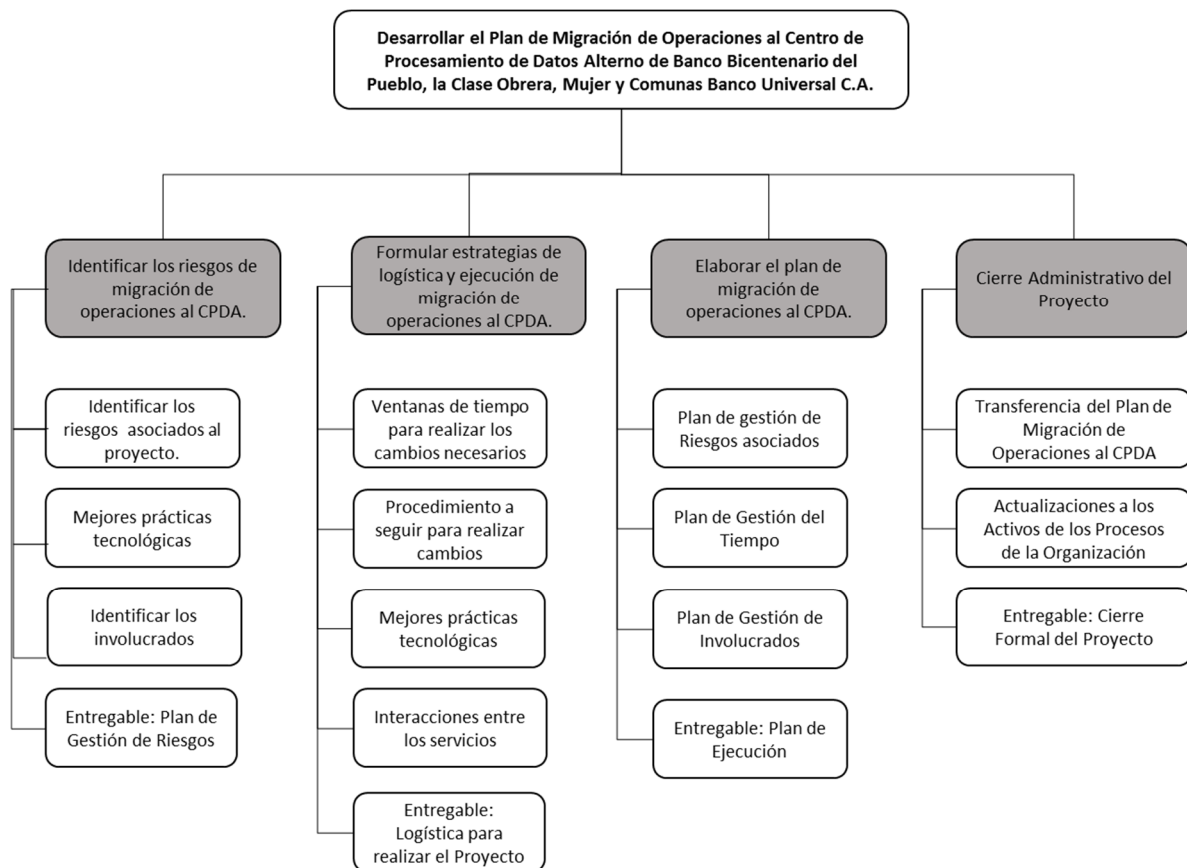 Desarrollar el Plan de Migración de Operaciones al Centro de
Procesamiento de Datos Alterno de Banco Bicentenario del
Pueblo, la Clase Obrera, Mujer y Comunas Banco Universal C.A.
Identificar los riesgos de
migración de
operaciones al CPDA.
Identificar los
riesgos asociados al
proyecto.
Mejores prácticas
tecnológicas
Identificar los
involucrados
Entregable: Plan de
Gestión de Riesgos
Formular estrategias de
logística y ejecución de
migración de
operaciones al CPDA.
Ventanas de tiempo
para realizar los
cambios necesarios
Procedimiento a
seguir para realizar
cambios
Mejores prácticas
tecnológicas
Interacciones entre
los servicios
Entregable:
Logística para
realizar el Proyecto
Elaborar el plan de
migración de
operaciones al CPDA.
Plan de gestión de
Riesgos asociados
Plan de Gestión del
Tiempo
Plan de Gestión de
Involucrados
Entregable: Plan de
Ejecución
Cierre Administrativo del
Proyecto
Transferencia del Plan de
Migración de
Operaciones al CPDA
Actualizaciones a los
Activos de los Procesos
de la Organización
Entregable: Cierre
Formal del Proyecto